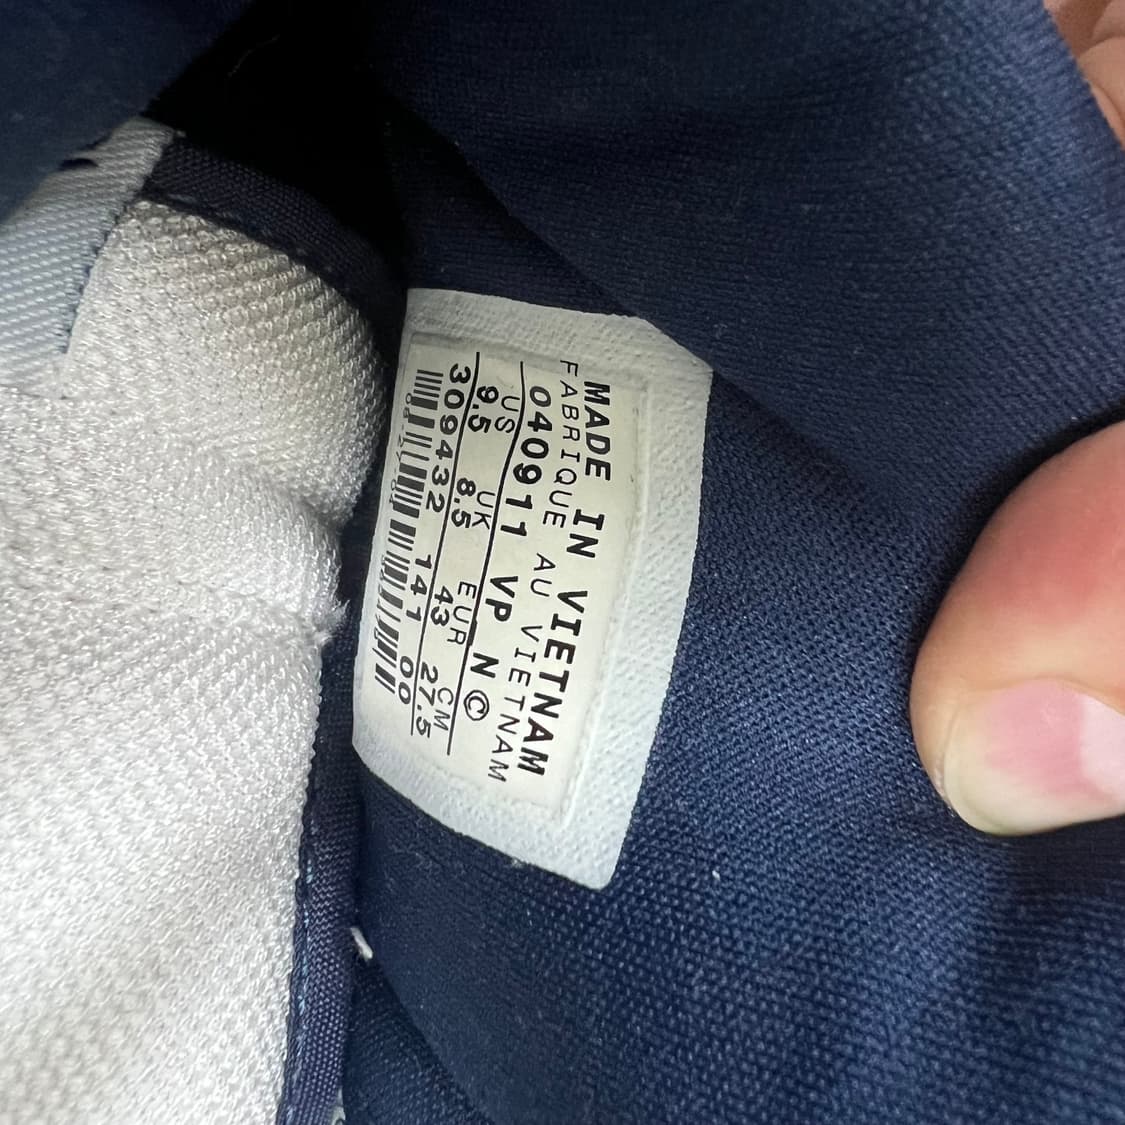 MADE IN VIETNAM
FABRIQUE AU VIETNAM
040911 VP N ©
US UK EUR CM
9.5 8.5 43 27.5
309432 141 00